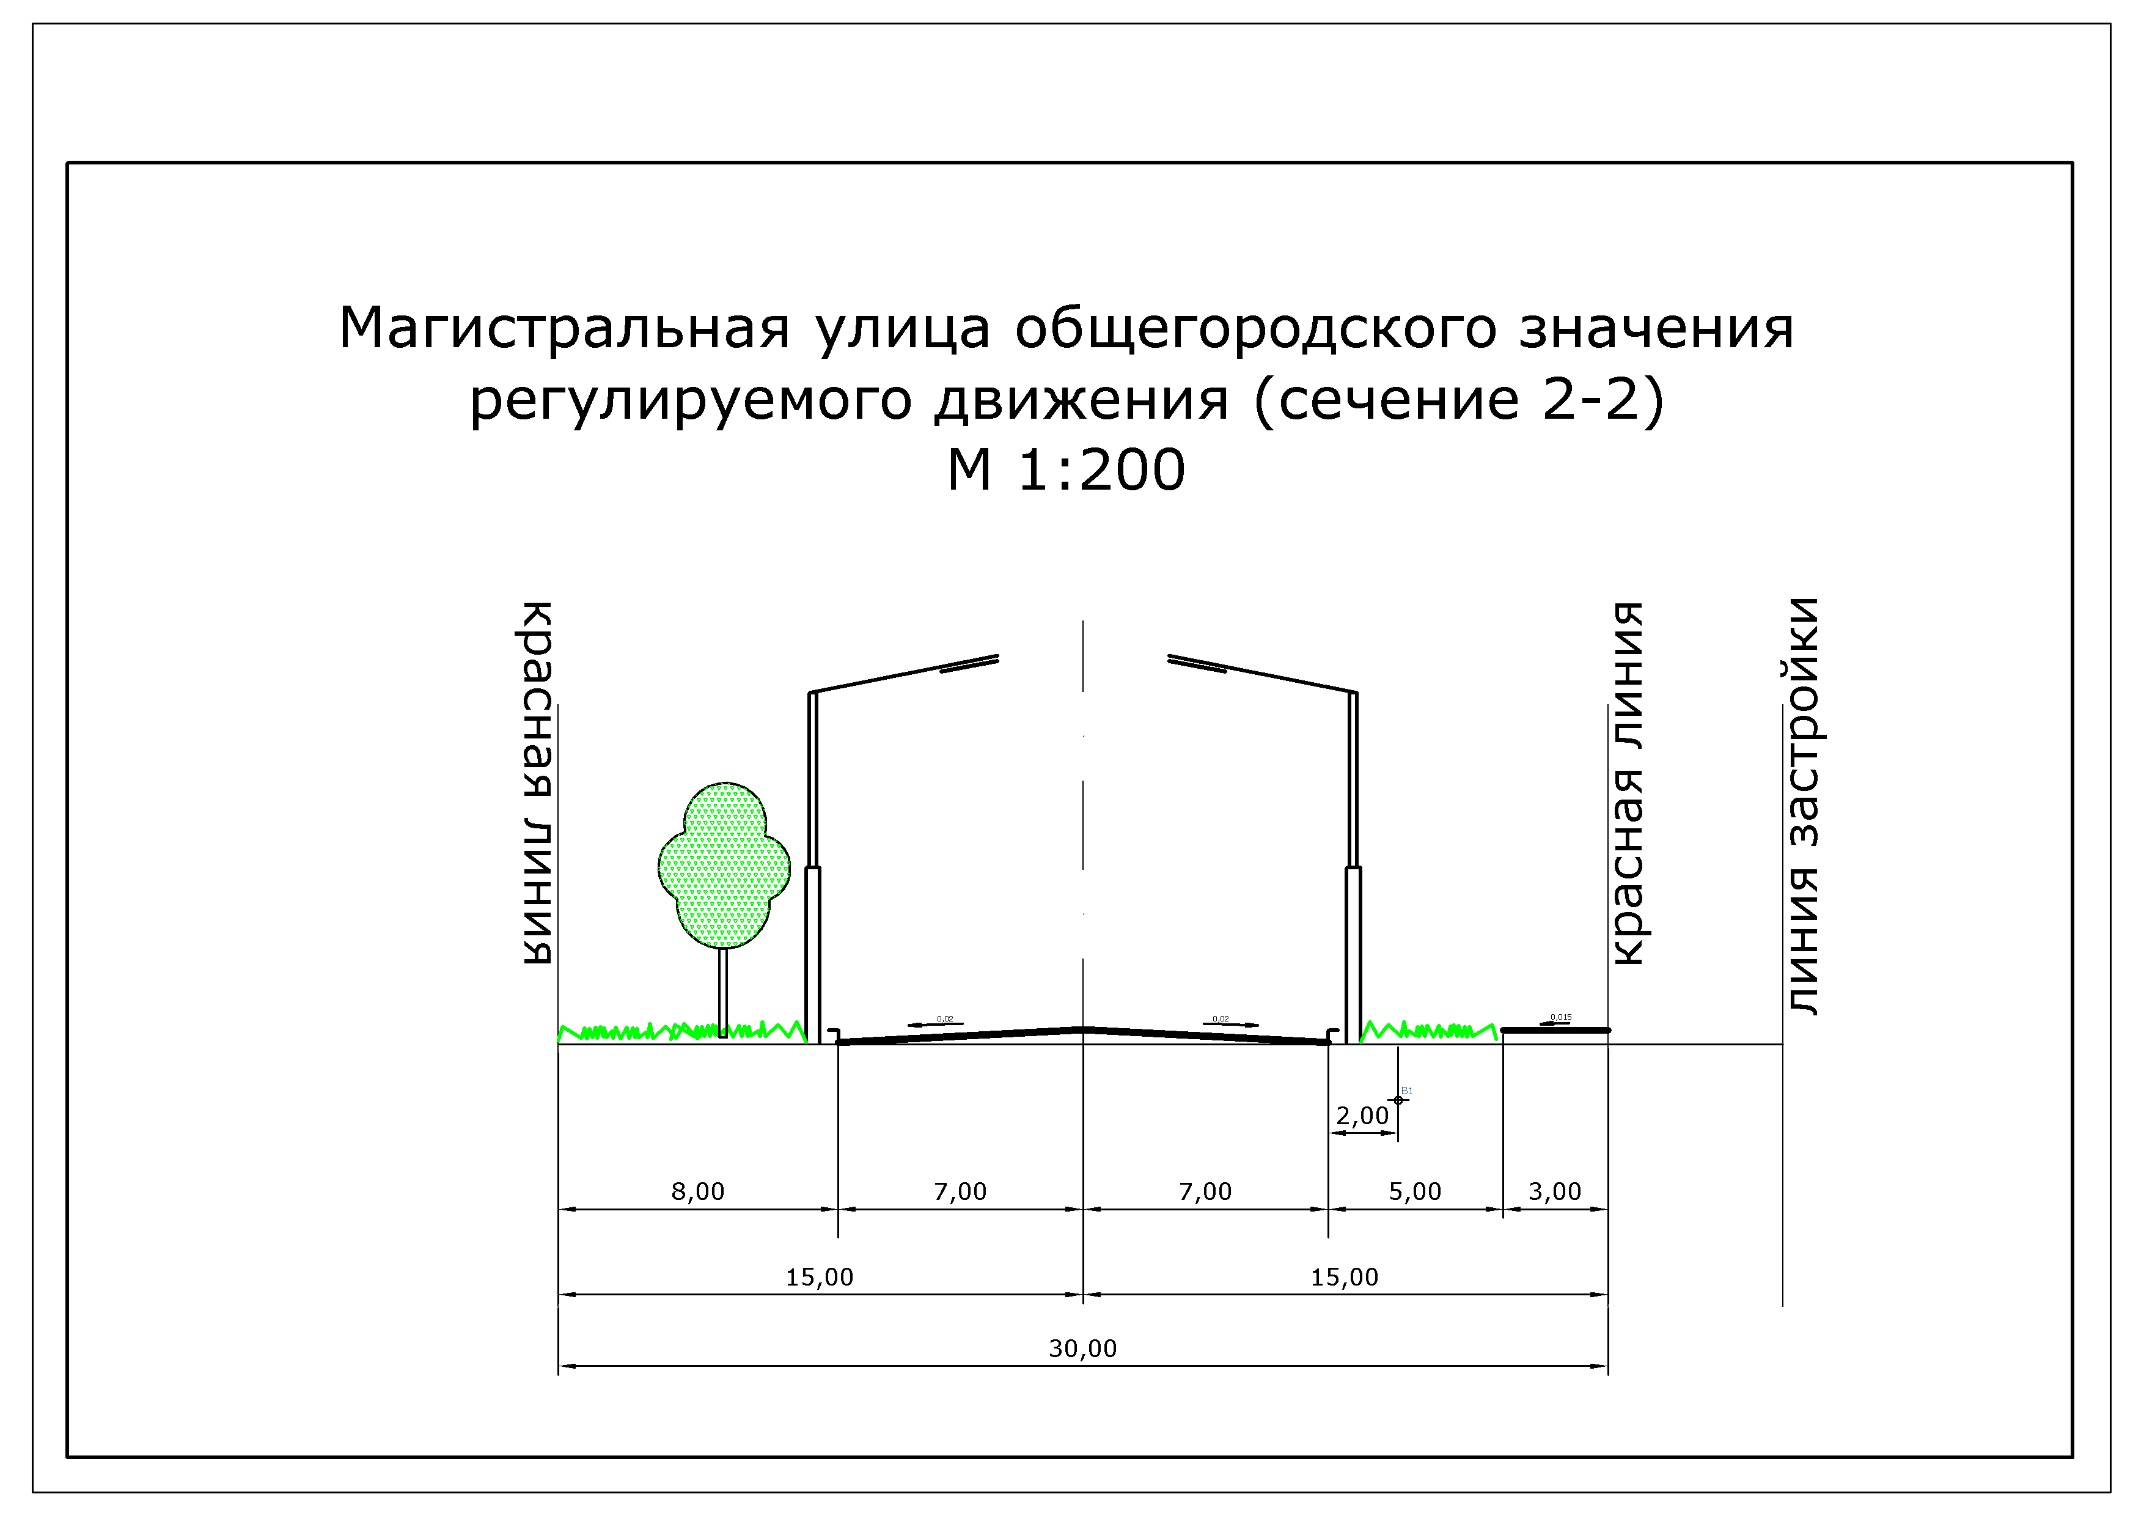 Магистральная улица общегородского значения
регулируемого движения (сечение 2-2)
М 1:200
красная линия
красная линия
линия застройки
0,02
0,02
0,015
В1
2,00
8,00
7,00
7,00
5,00
3,00
15,00
15,00
30,00